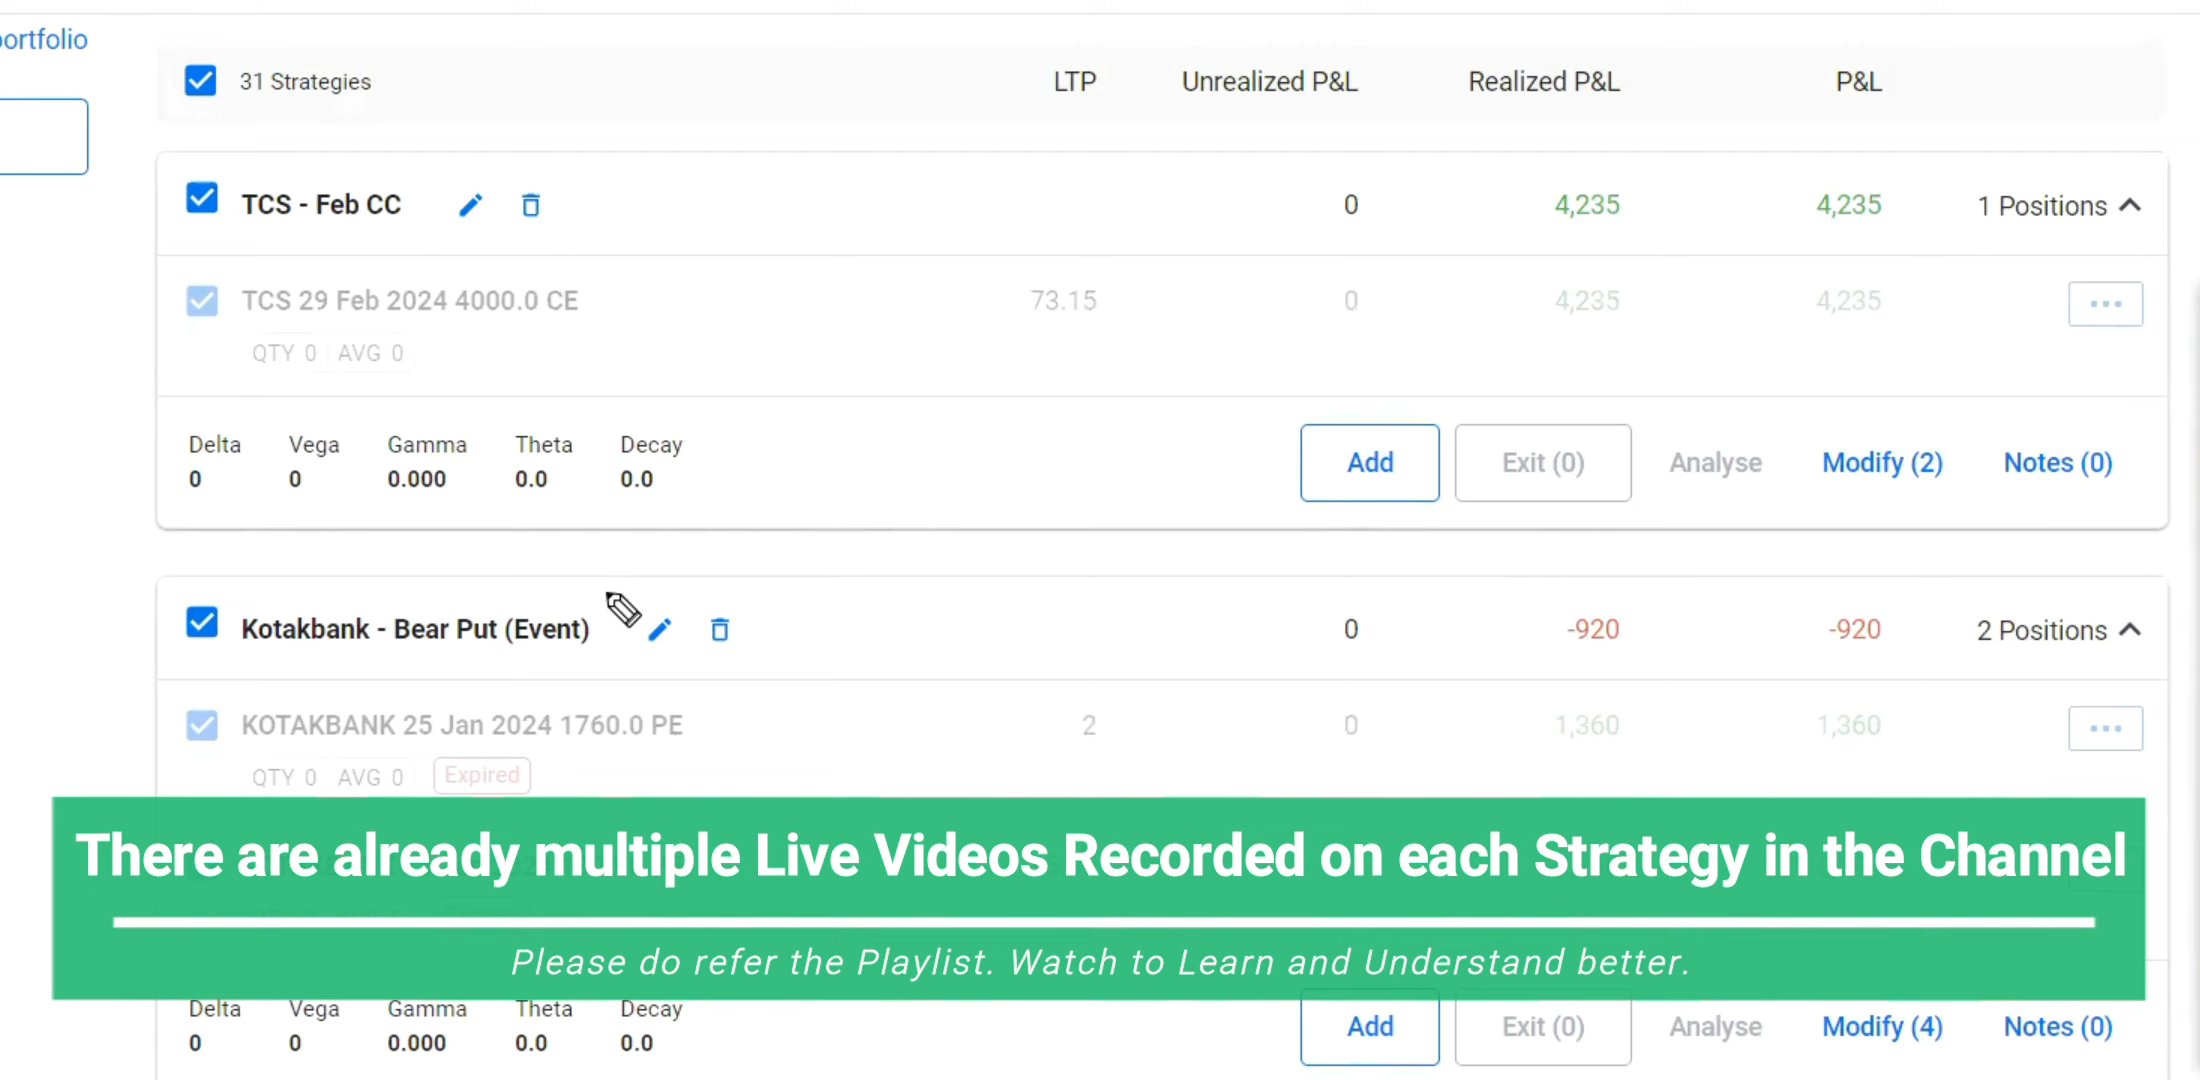 portfolio
31 Strategies LTP Unrealized P&L Realized P&L P&L
TCS - Feb CC 0 4,235 4,235 1 Positions
TCS 29 Feb 2024 4000.0 CE 73.15 0 4,235 4,235
QTY 0 AVG 0
Delta Vega Gamma Theta Decay
0 0 0.000 0.0 0.0
Add Exit (0) Analyse Modify (2) Notes (0)
Kotakbank - Bear Put (Event) 0 -920 -920 2 Positions
KOTAKBANK 25 Jan 2024 1760.0 PE 2 0 1,360 1,360
QTY 0 AVG 0 Expired
There are already multiple Live Videos Recorded on each Strategy in the Channel
Please do refer the Playlist. Watch to Learn and Understand better.
Delta Vega Gamma Theta Decay
0 0 0.000 0.0 0.0
Add Exit (0) Analyse Modify (4) Notes (0)